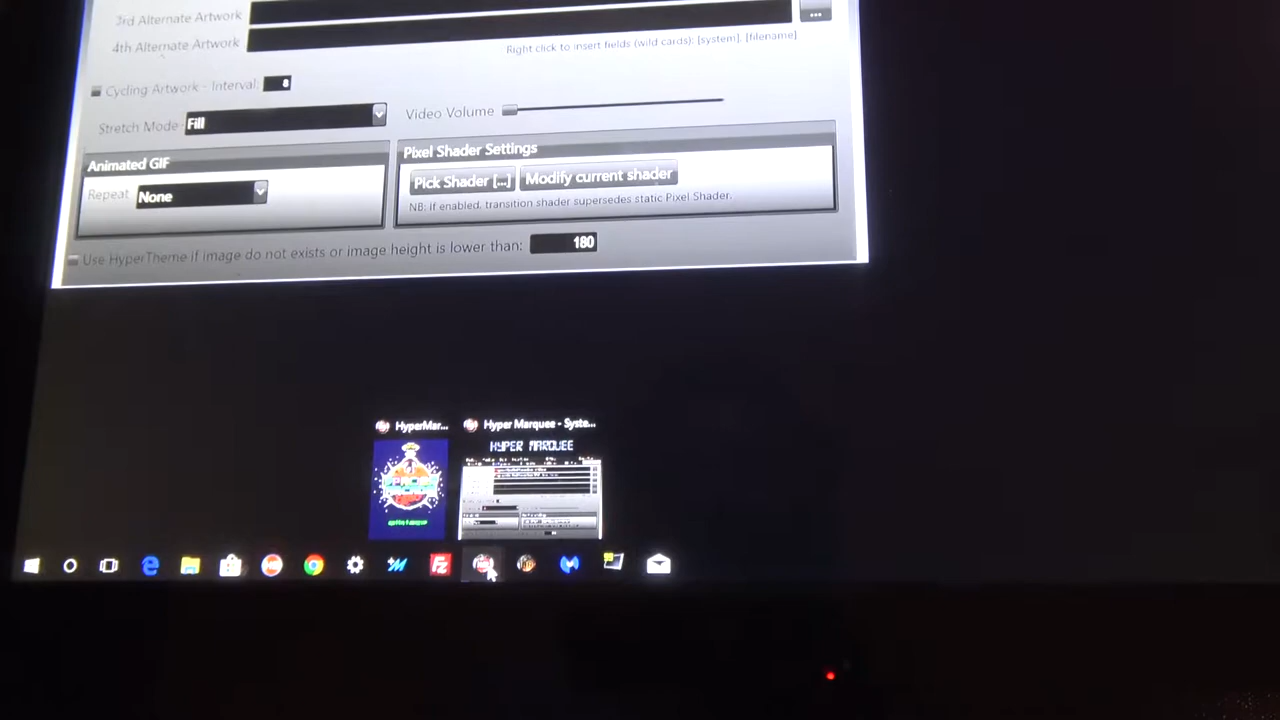 3rd Alternate Artwork
...
4th Alternate Artwork
Right click to insert fields (wild cards): [system], [filename]
Cycling Artwork - Interval: 8
Stretch Mode Fill
Video Volume
Animated GIF
Repeat None
Pixel Shader Settings
Pick Shader [...] Modify current shader
NB: if enabled, transition shader supersedes static Pixel Shader.
Use HyperTheme if image do not exists or image height is lower than: 180
HyperMar...
Hyper Marquee - Syste...
HYPER MARQUEE
Fz